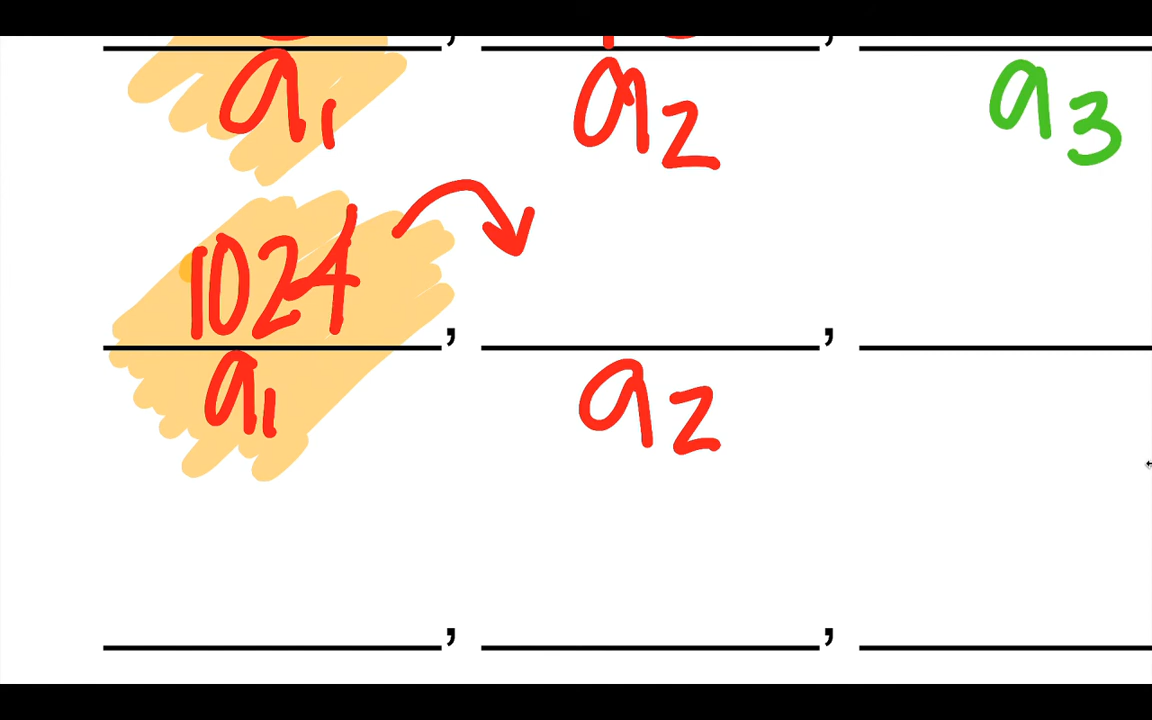 , ,
a1 a2 a3
1024 , ,
a1 a2
, ,